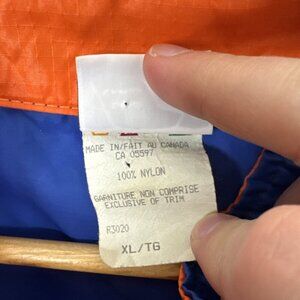 MADE IN/FAIT AU CANADA
CA 05597
100% NYLON
GARNITURE NON COMPRISE
EXCLUSIVE OF TRIM
R3020
XL/TG